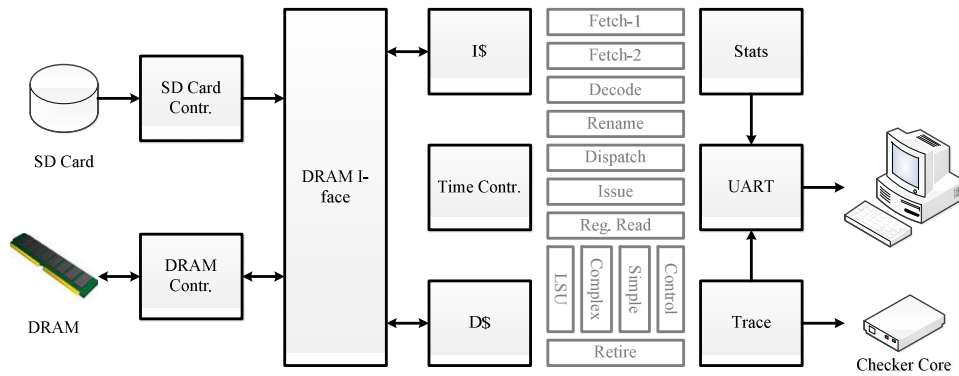 SD Card
DRAM
SD Card
Contr.
DRAM
Contr.
DRAM I-
face
I$
Time Contr.
D$
Fetch-1
Fetch-2
Decode
Rename
Dispatch
Issue
Reg. Read
LSU
Complex
Simple
Control
Retire
Stats
UART
Trace
Checker Core